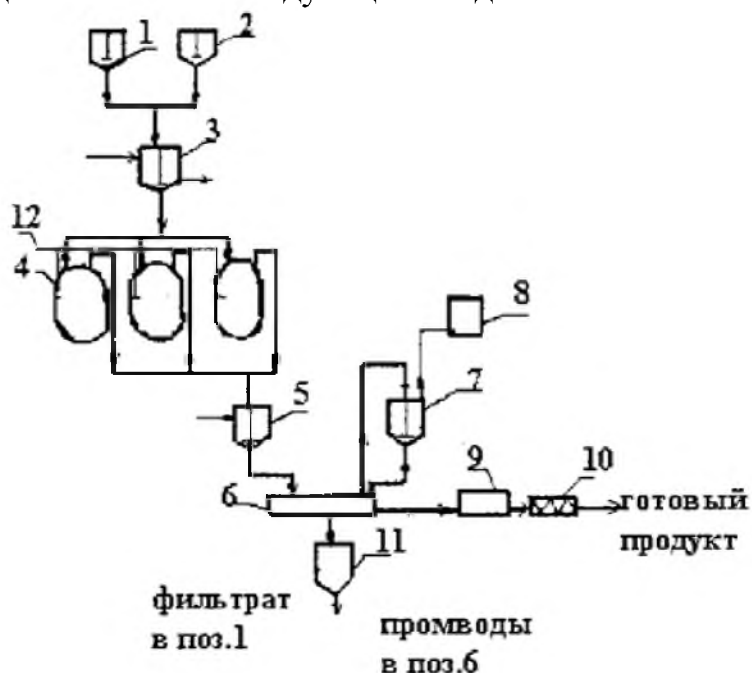 1
2
3
12
4
8
7
5
9
10
6
готовый
продукт
11
фильтрат
в поз.1
промводы
в поз.6